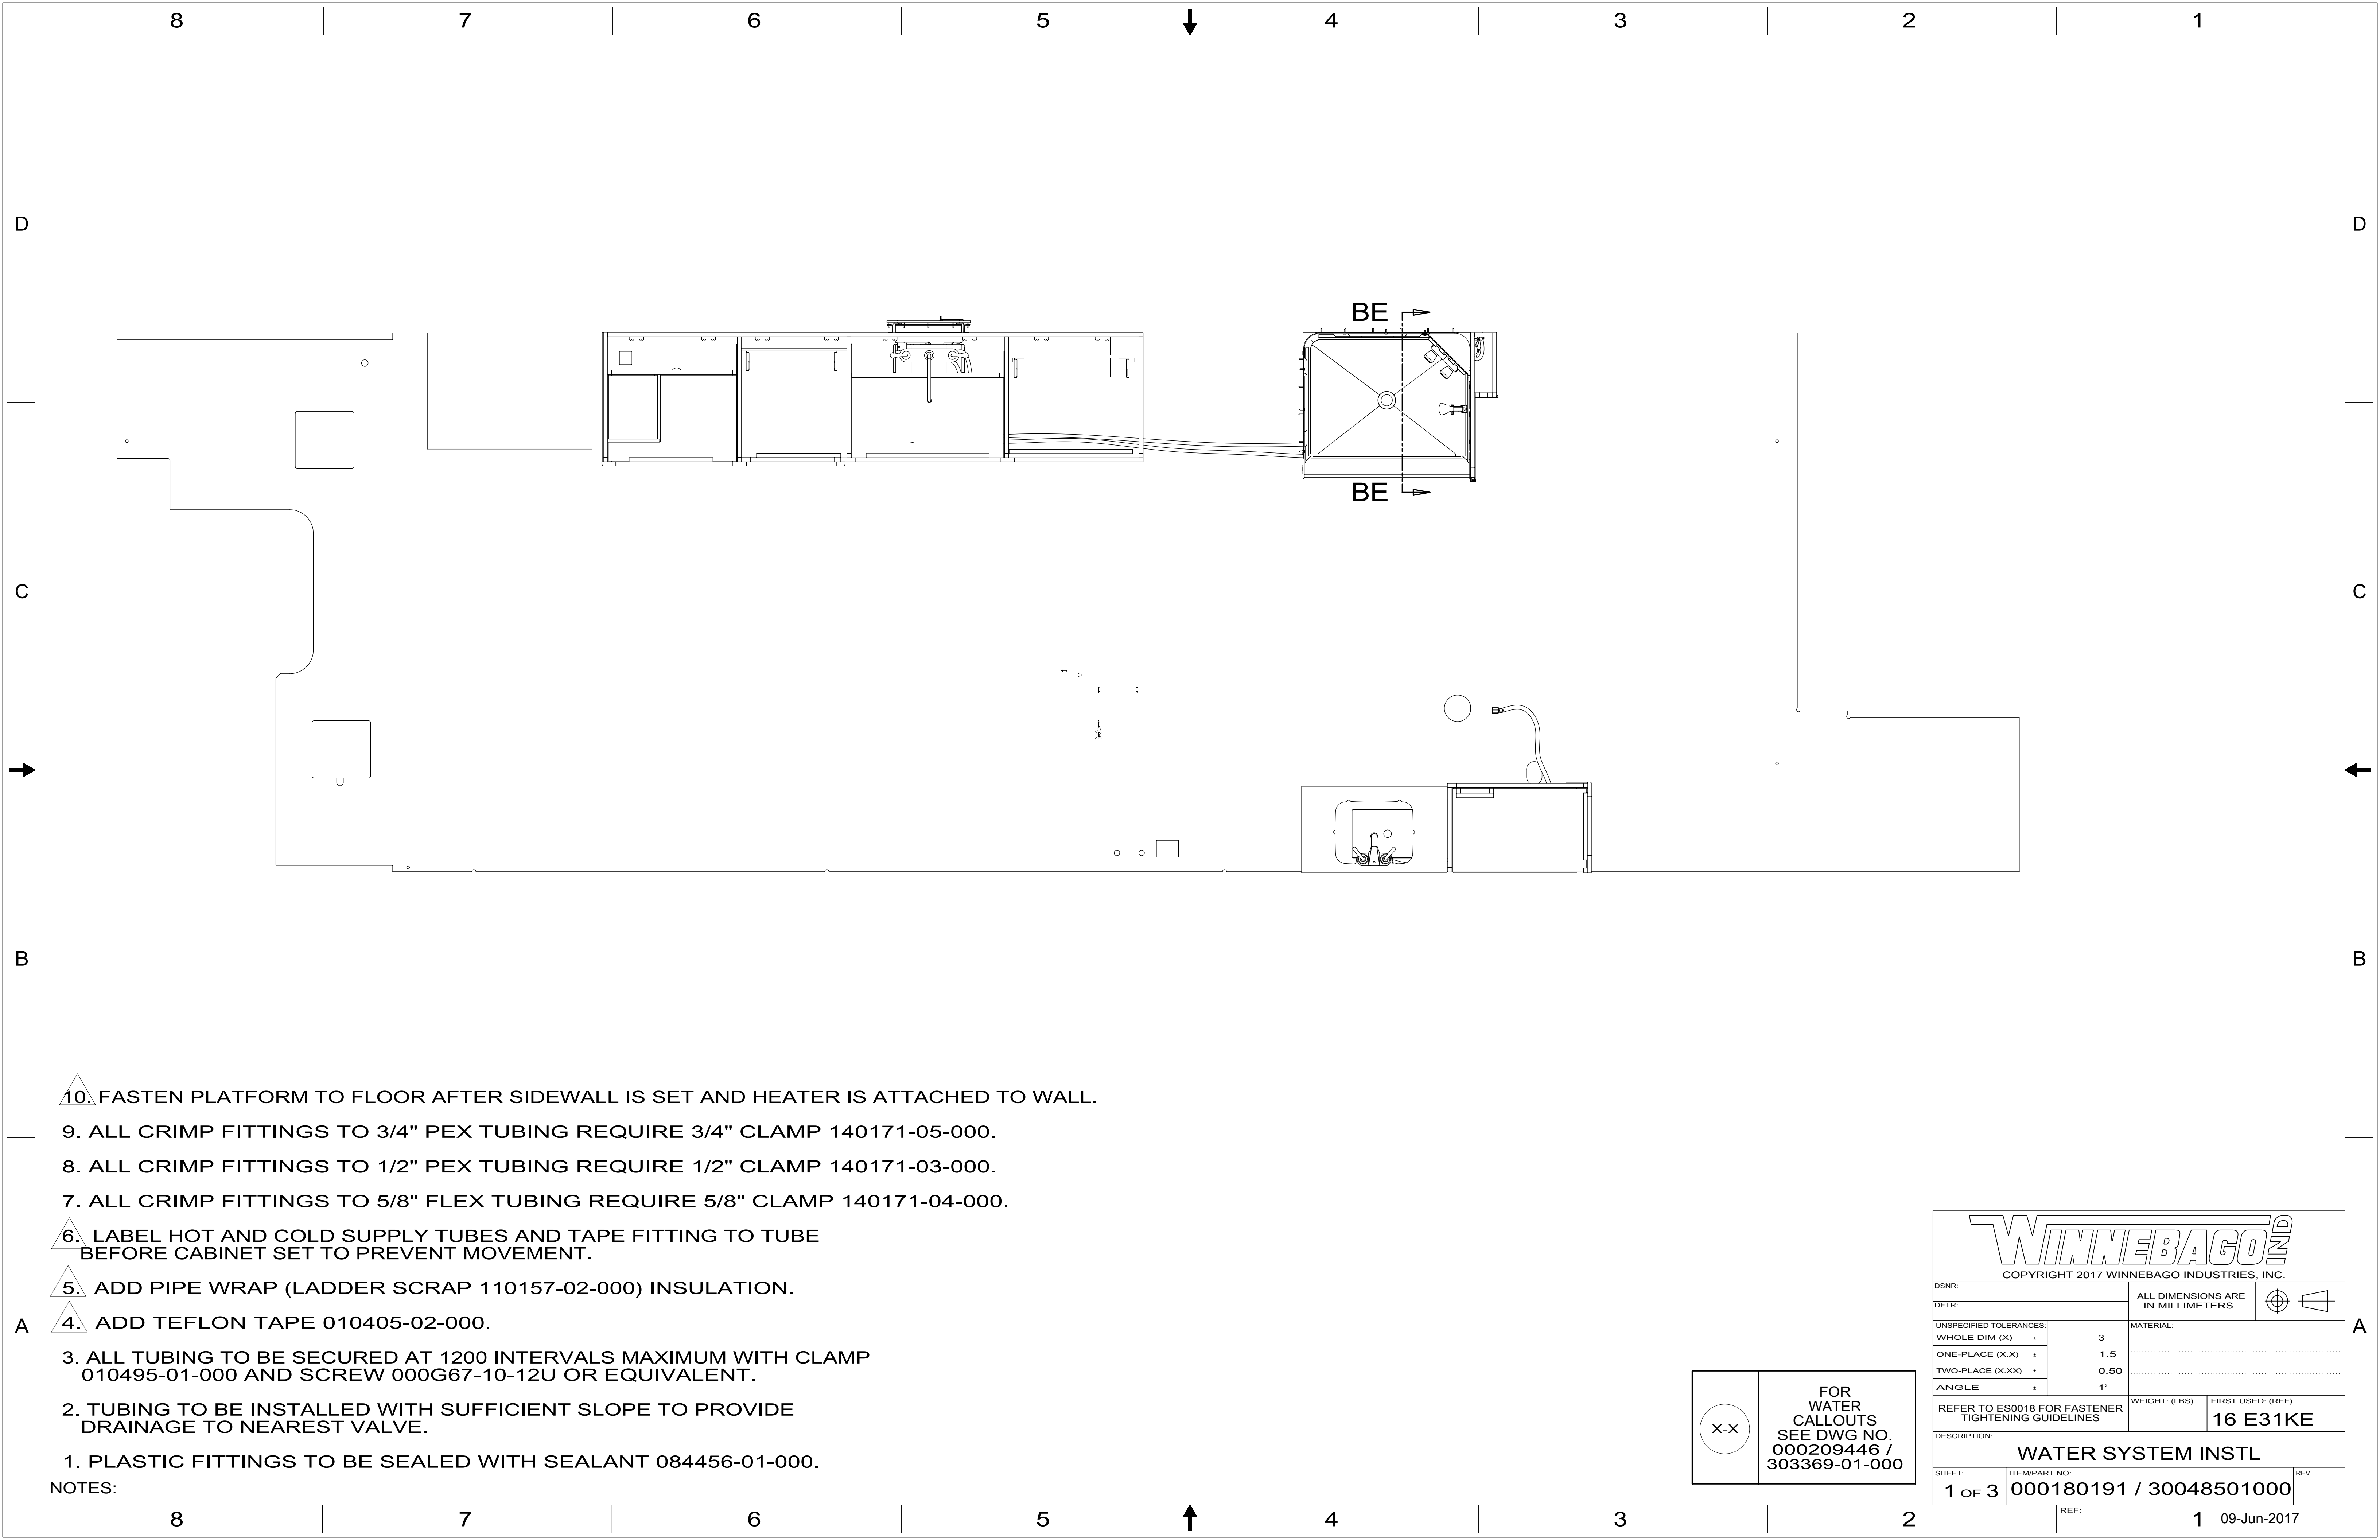 8 7 6 5 4 3 2 1
D D
BE
BE
C C
B B
10. FASTEN PLATFORM TO FLOOR AFTER SIDEWALL IS SET AND HEATER IS ATTACHED TO WALL.
9. ALL CRIMP FITTINGS TO 3/4" PEX TUBING REQUIRE 3/4" CLAMP 140171-05-000.
8. ALL CRIMP FITTINGS TO 1/2" PEX TUBING REQUIRE 1/2" CLAMP 140171-03-000.
7. ALL CRIMP FITTINGS TO 5/8" FLEX TUBING REQUIRE 5/8" CLAMP 140171-04-000.
6. LABEL HOT AND COLD SUPPLY TUBES AND TAPE FITTING TO TUBE
BEFORE CABINET SET TO PREVENT MOVEMENT.
5. ADD PIPE WRAP (LADDER SCRAP 110157-02-000) INSULATION.
4. ADD TEFLON TAPE 010405-02-000.
3. ALL TUBING TO BE SECURED AT 1200 INTERVALS MAXIMUM WITH CLAMP
010495-01-000 AND SCREW 000G67-10-12U OR EQUIVALENT.
2. TUBING TO BE INSTALLED WITH SUFFICIENT SLOPE TO PROVIDE
DRAINAGE TO NEAREST VALVE.
1. PLASTIC FITTINGS TO BE SEALED WITH SEALANT 084456-01-000.
NOTES:
A A
X-X
FOR
WATER
CALLOUTS
SEE DWG NO.
000209446 /
303369-01-000
WINNEBAGO IND
COPYRIGHT 2017 WINNEBAGO INDUSTRIES, INC.
DSNR:
DFTR:
ALL DIMENSIONS ARE
IN MILLIMETERS
UNSPECIFIED TOLERANCES:
WHOLE DIM (X) ± 3
ONE-PLACE (X.X) ± 1.5
TWO-PLACE (X.XX) ± 0.50
ANGLE ± 1°
MATERIAL:
REFER TO ES0018 FOR FASTENER
TIGHTENING GUIDELINES
WEIGHT: (LBS)
FIRST USED: (REF)
16 E31KE
DESCRIPTION:
WATER SYSTEM INSTL
SHEET:
1 OF 3
ITEM/PART NO:
000180191 / 30048501000
REV
REF:
09-Jun-2017
8 7 6 5 4 3 2 1